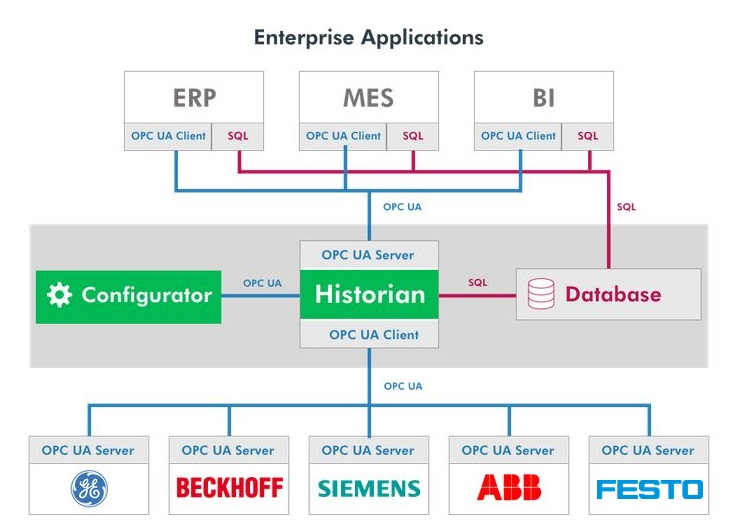 Enterprise Applications
ERP
MES
BI
OPC UA Client
SQL
OPC UA Client
SQL
OPC UA Client
SQL
OPC UA
SQL
OPC UA Server
Configurator
OPC UA
Historian
SQL
Database
OPC UA Client
OPC UA
OPC UA Server
OPC UA Server
OPC UA Server
OPC UA Server
OPC UA Server
GE
BECKHOFF
SIEMENS
ABB
FESTO